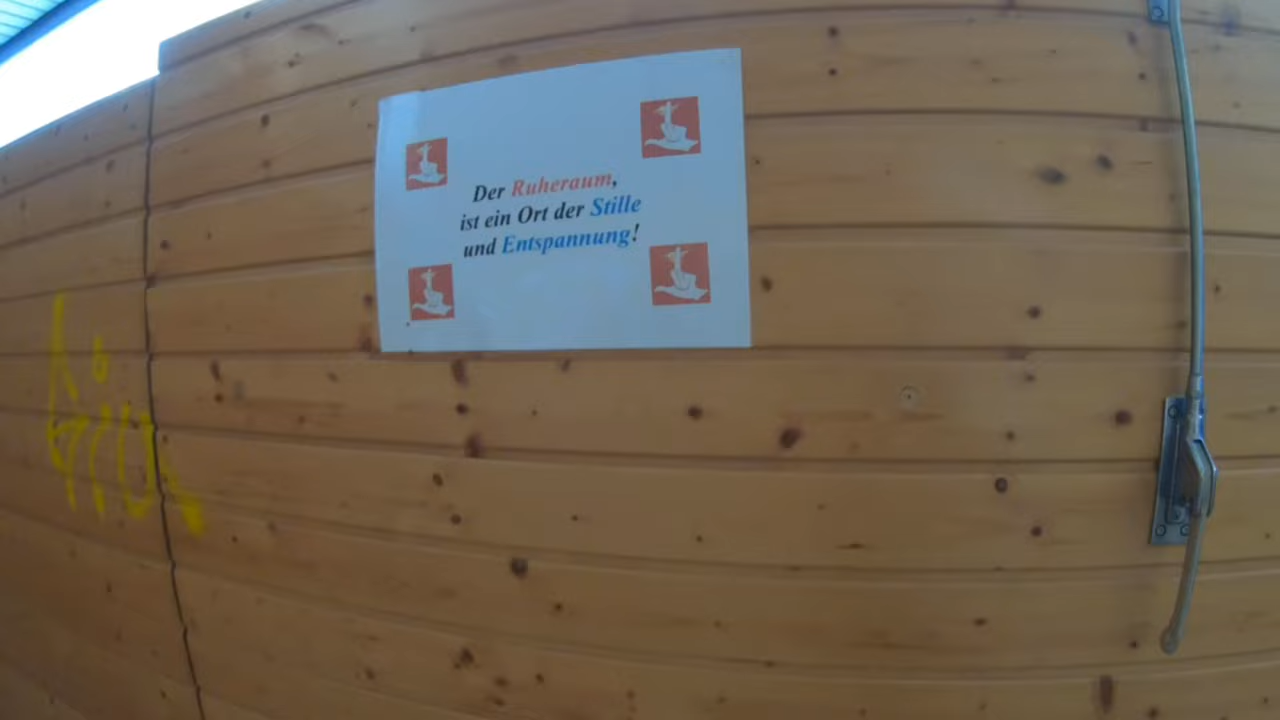 Der Ruheraum,
ist ein Ort der Stille
und Entspannung!